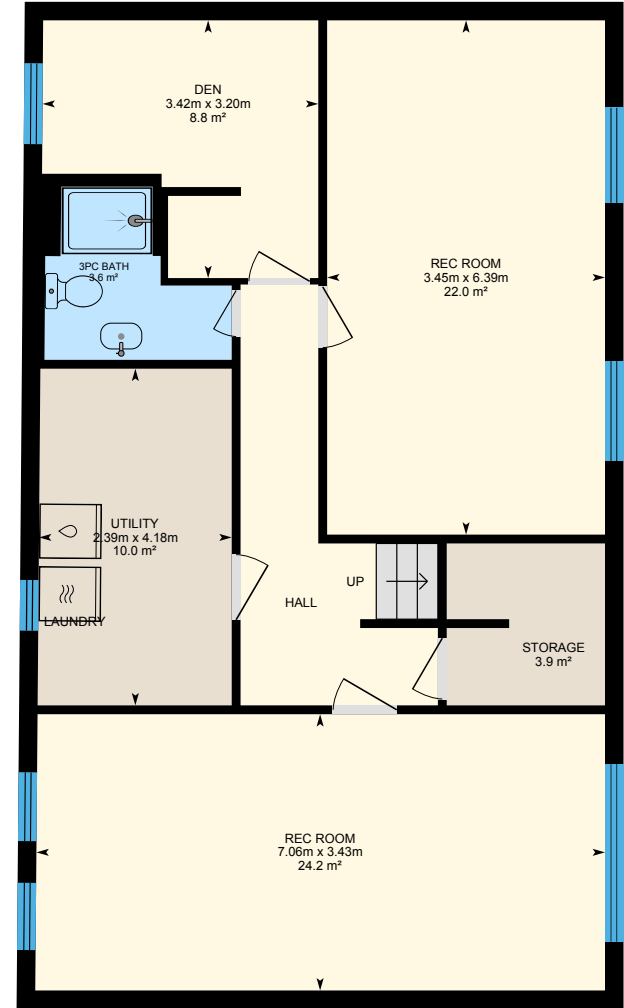 DEN
3.42m x 3.20m
8.8 m²
REC ROOM
3.45m x 6.39m
22.0 m²
3PC BATH
3.6 m²
UTILITY
2.39m x 4.18m
10.0 m²
LAUNDRY
UP
HALL
STORAGE
3.9 m²
REC ROOM
7.06m x 3.43m
24.2 m²